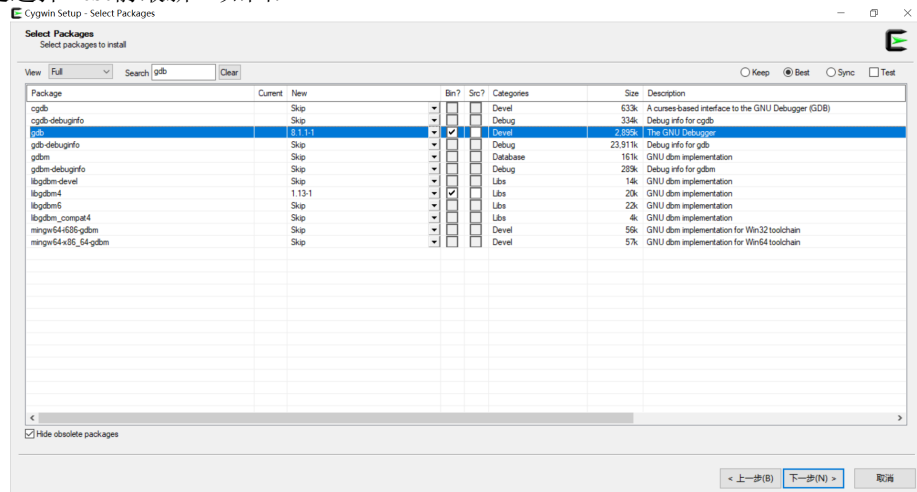 Cygwin Setup - Select Packages
Select Packages
Select packages to install
View Full Search gdb Clear Keep Best Sync Test
Package Current New Bin? Src? Categories Size Description
cgdb Skip Devel 633k A curses-based interface to the GNU Debugger (GDB)
cgdb-debuginfo Skip Debug 334k Debug info for cgdb
gdb 8.1.1-1 Devel 2,895k The GNU Debugger
gdb-debuginfo Skip Debug 23,911k Debug info for gdb
gdbm Skip Database 161k GNU dbm implementation
gdbm-debuginfo Skip Debug 289k Debug info for gdbm
libgdbm-devel Skip Libs 14k GNU dbm implementation
libgdbm4 1.13-1 Libs 20k GNU dbm implementation
libgdbm6 Skip Libs 22k GNU dbm implementation
libgdbm_compat4 Skip Libs 4k GNU dbm implementation
mingw64-i686-gdbm Skip Devel 56k GNU dbm implementation for Win32 toolchain
mingw64-x86_64-gdbm Skip Devel 57k GNU dbm implementation for Win64 toolchain
Hide obsolete packages
< 上一步(B) 下一步(N) > 取消